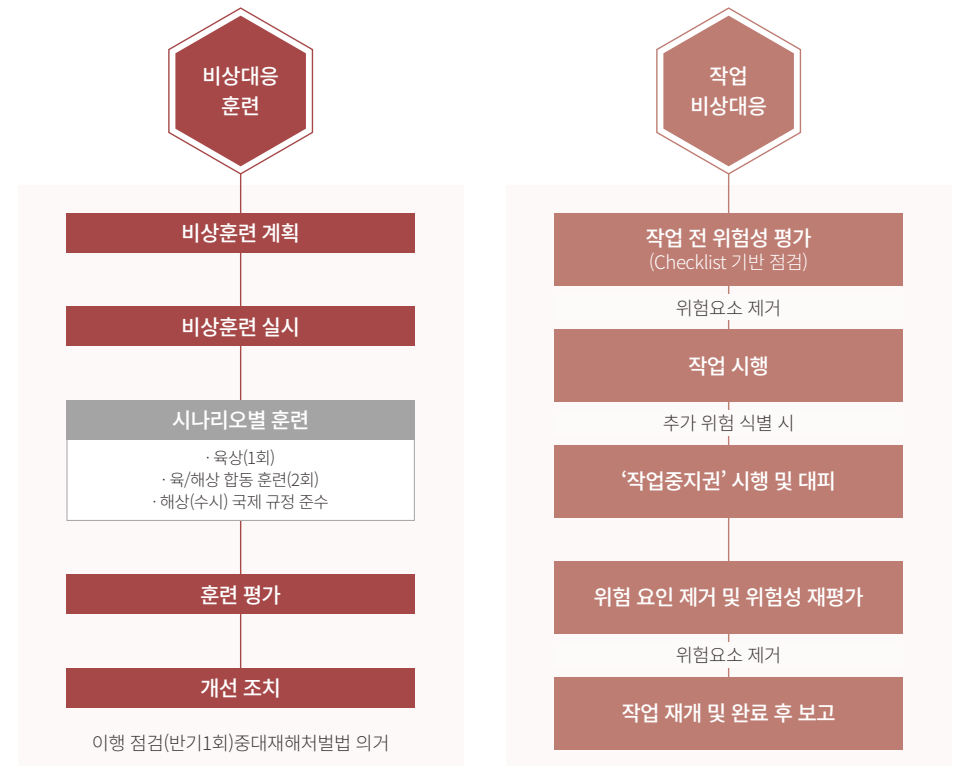 비상대응
훈련
비상훈련 계획
비상훈련 실시
시나리오별 훈련
· 육상(1회)
· 육/해상 합동 훈련(2회)
· 해상(수시) 국제 규정 준수
훈련 평가
개선 조치
이행 점검(반기1회)중대재해처벌법 의거
작업
비상대응
작업 전 위험성 평가
(Checklist 기반 점검)
위험요소 제거
작업 시행
추가 위험 식별 시
‘작업중지권’ 시행 및 대피
위험 요인 제거 및 위험성 재평가
위험요소 제거
작업 재개 및 완료 후 보고